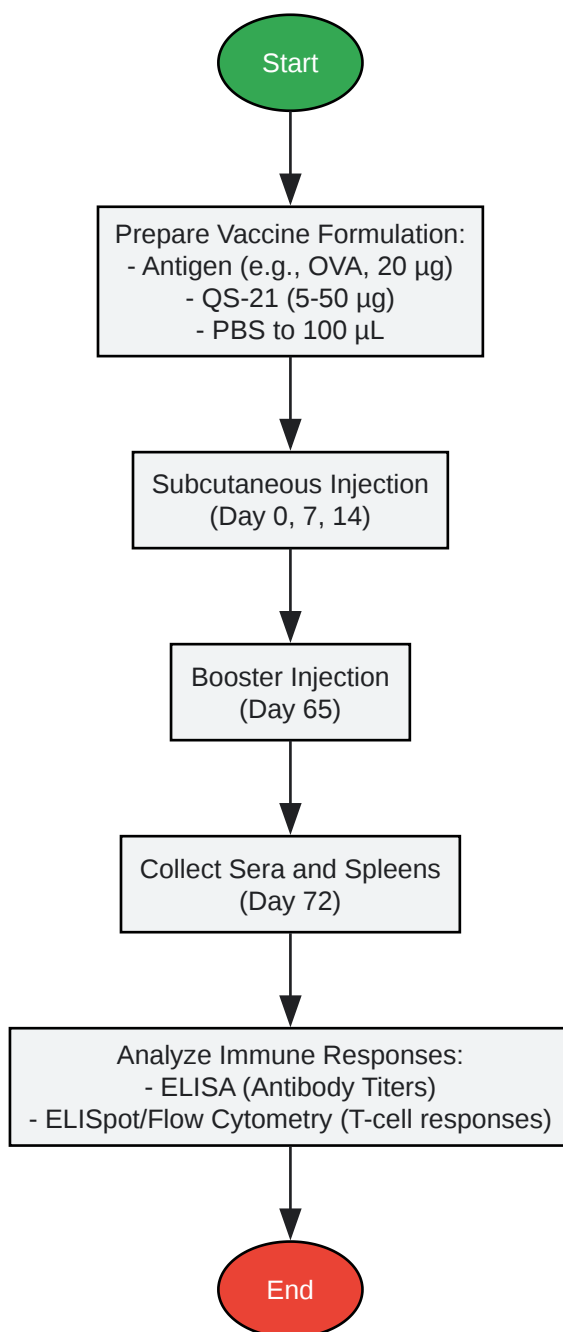 Start
Prepare Vaccine Formulation:
- Antigen (e.g., OVA, 20 µg)
- QS-21 (5-50 µg)
- PBS to 100 µL
Subcutaneous Injection
(Day 0, 7, 14)
Booster Injection
(Day 65)
Collect Sera and Spleens
(Day 72)
Analyze Immune Responses:
- ELISA (Antibody Titers)
- ELISpot/Flow Cytometry (T-cell responses)
End